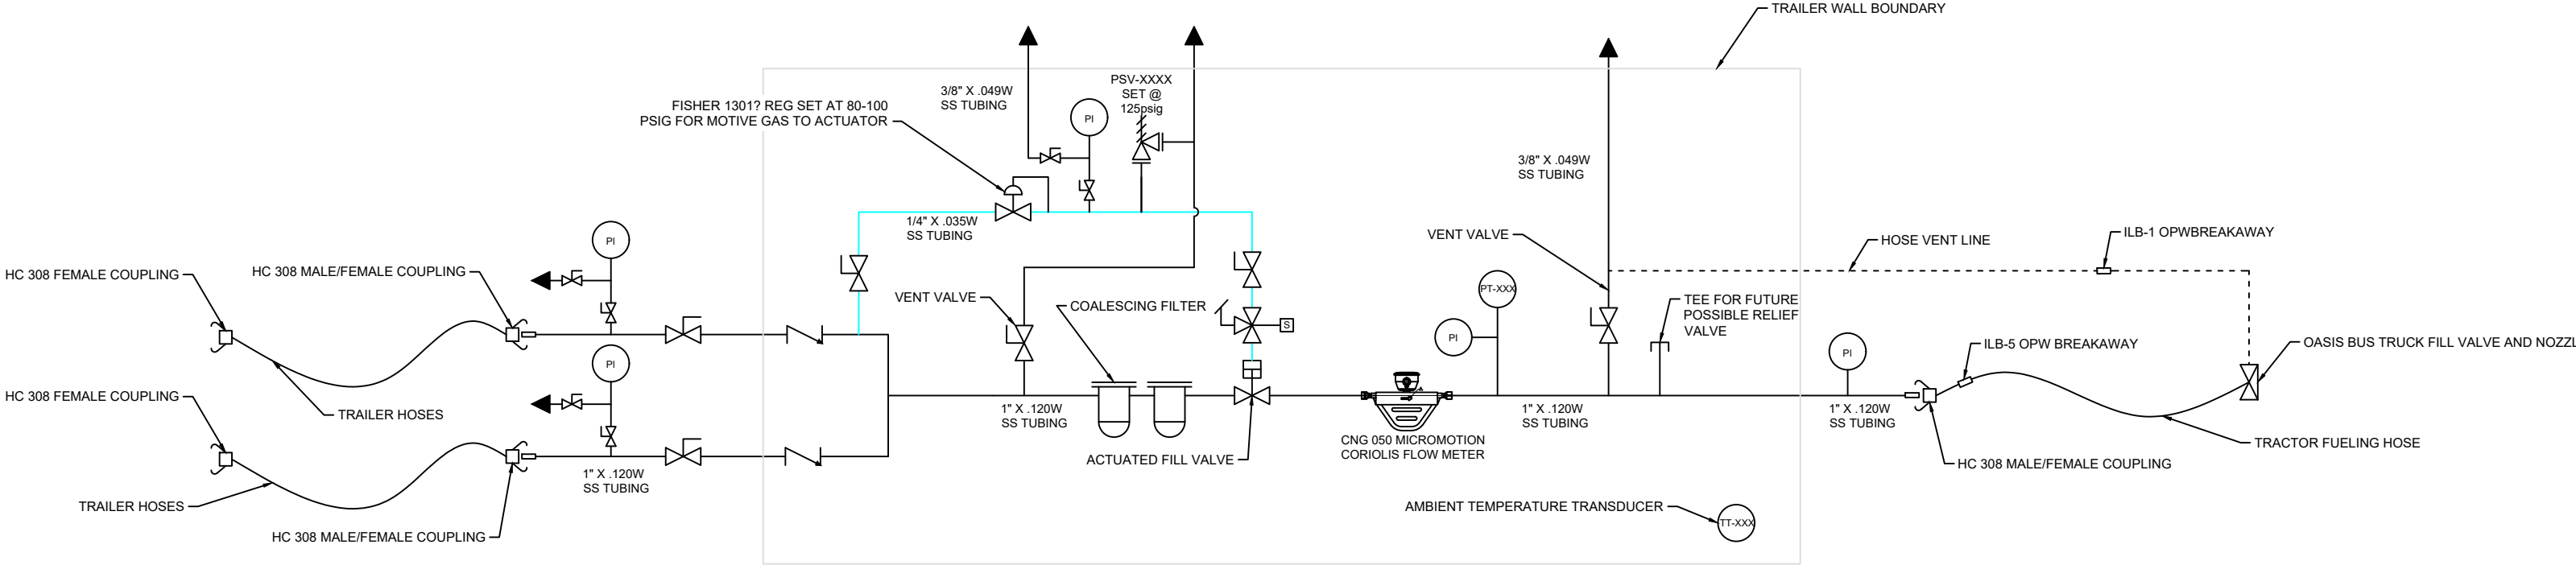 TRAILER WALL BOUNDARY
PSV-XXXX
SET @
125psig
3/8" X .049W
SS TUBING
FISHER 1301? REG SET AT 80-100
PSIG FOR MOTIVE GAS TO ACTUATOR
PI
3/8" X .049W
SS TUBING
1/4" X .035W
SS TUBING
VENT VALVE
HOSE VENT LINE
ILB-1 OPWBREAKAWAY
PI
HC 308 FEMALE COUPLING
HC 308 MALE/FEMALE COUPLING
VENT VALVE
COALESCING FILTER
PT-XXX
TEE FOR FUTURE
POSSIBLE RELIEF
VALVE
S
PI
PI
PI
ILB-5 OPW BREAKAWAY
OASIS BUS TRUCK FILL VALVE AND NOZZL
HC 308 FEMALE COUPLING
TRAILER HOSES
1" X .120W
SS TUBING
1" X .120W
SS TUBING
1" X .120W
SS TUBING
CNG 050 MICROMOTION
CORIOLIS FLOW METER
TRACTOR FUELING HOSE
ACTUATED FILL VALVE
HC 308 MALE/FEMALE COUPLING
1" X .120W
SS TUBING
TRAILER HOSES
AMBIENT TEMPERATURE TRANSDUCER
TT-XXX
HC 308 MALE/FEMALE COUPLING